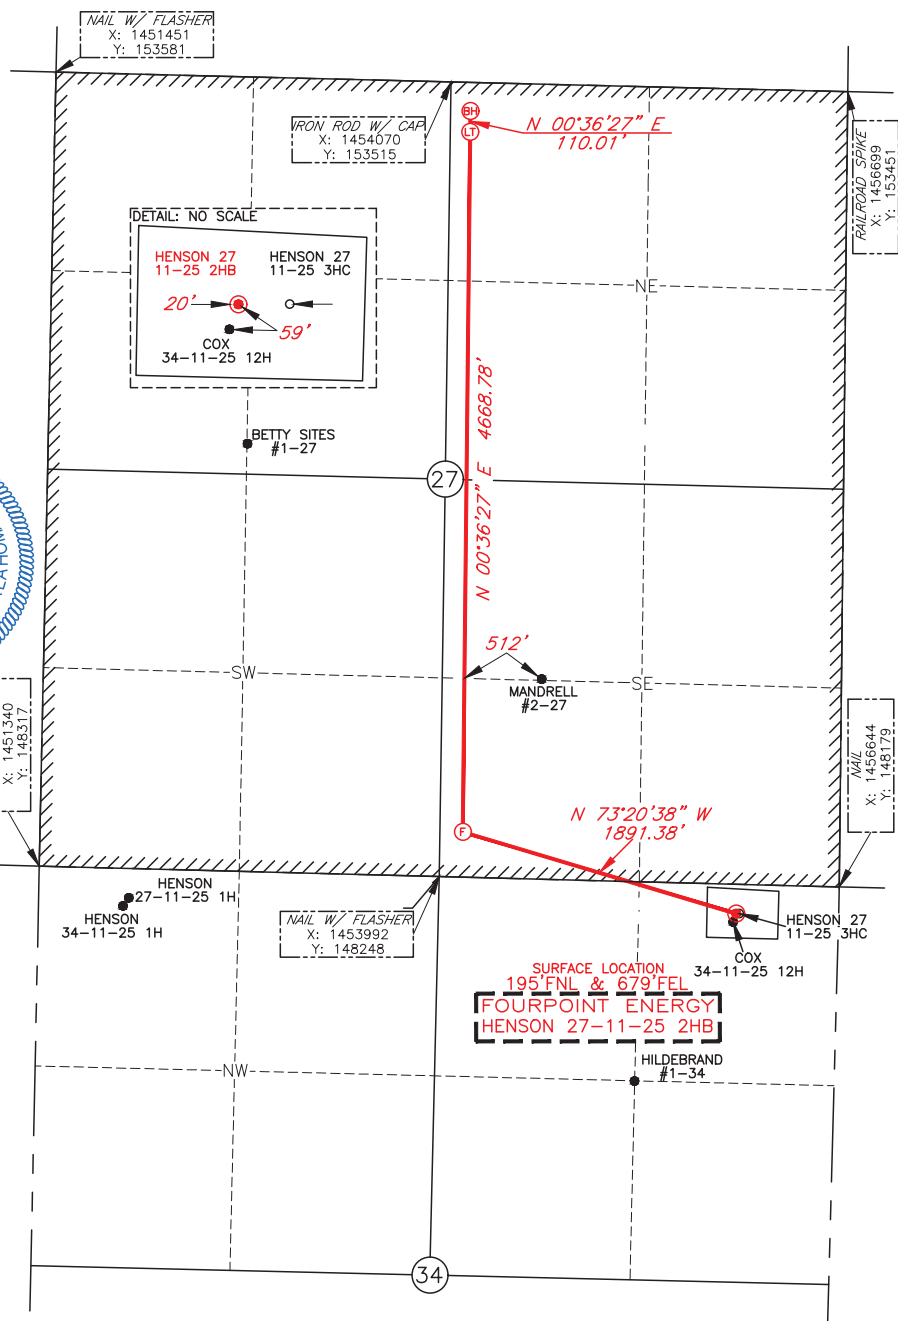 NAIL W/ FLASHER
X: 1451451
Y: 153581
IRON ROD W/ CAP
X: 1454070
Y: 153515
BH
LT
N 00°36'27" E
110.01'
RAILROAD SPIKE
X: 1456699
Y: 153451
DETAIL: NO SCALE
HENSON 27
11-25 2HB
HENSON 27
11-25 3HC
20'
59'
COX
34-11-25 12H
NE
N 00°36'27" E 4668.78'
BETTY SITES
#1-27
27
512'
SW
MANDRELL
#2-27
SE
X: 1451340
Y: 148317
NAIL
X: 1456644
Y: 148179
F
N 73°20'38" W
1891.38'
HENSON
27-11-25 1H
HENSON
34-11-25 1H
NAIL W/ FLASHER
X: 1453992
Y: 148248
HENSON 27
11-25 3HC
COX
34-11-25 12H
SURFACE LOCATION
195'FNL & 679'FEL
FOURPOINT ENERGY
HENSON 27-11-25 2HB
NW
HILDEBRAND
#1-34
34